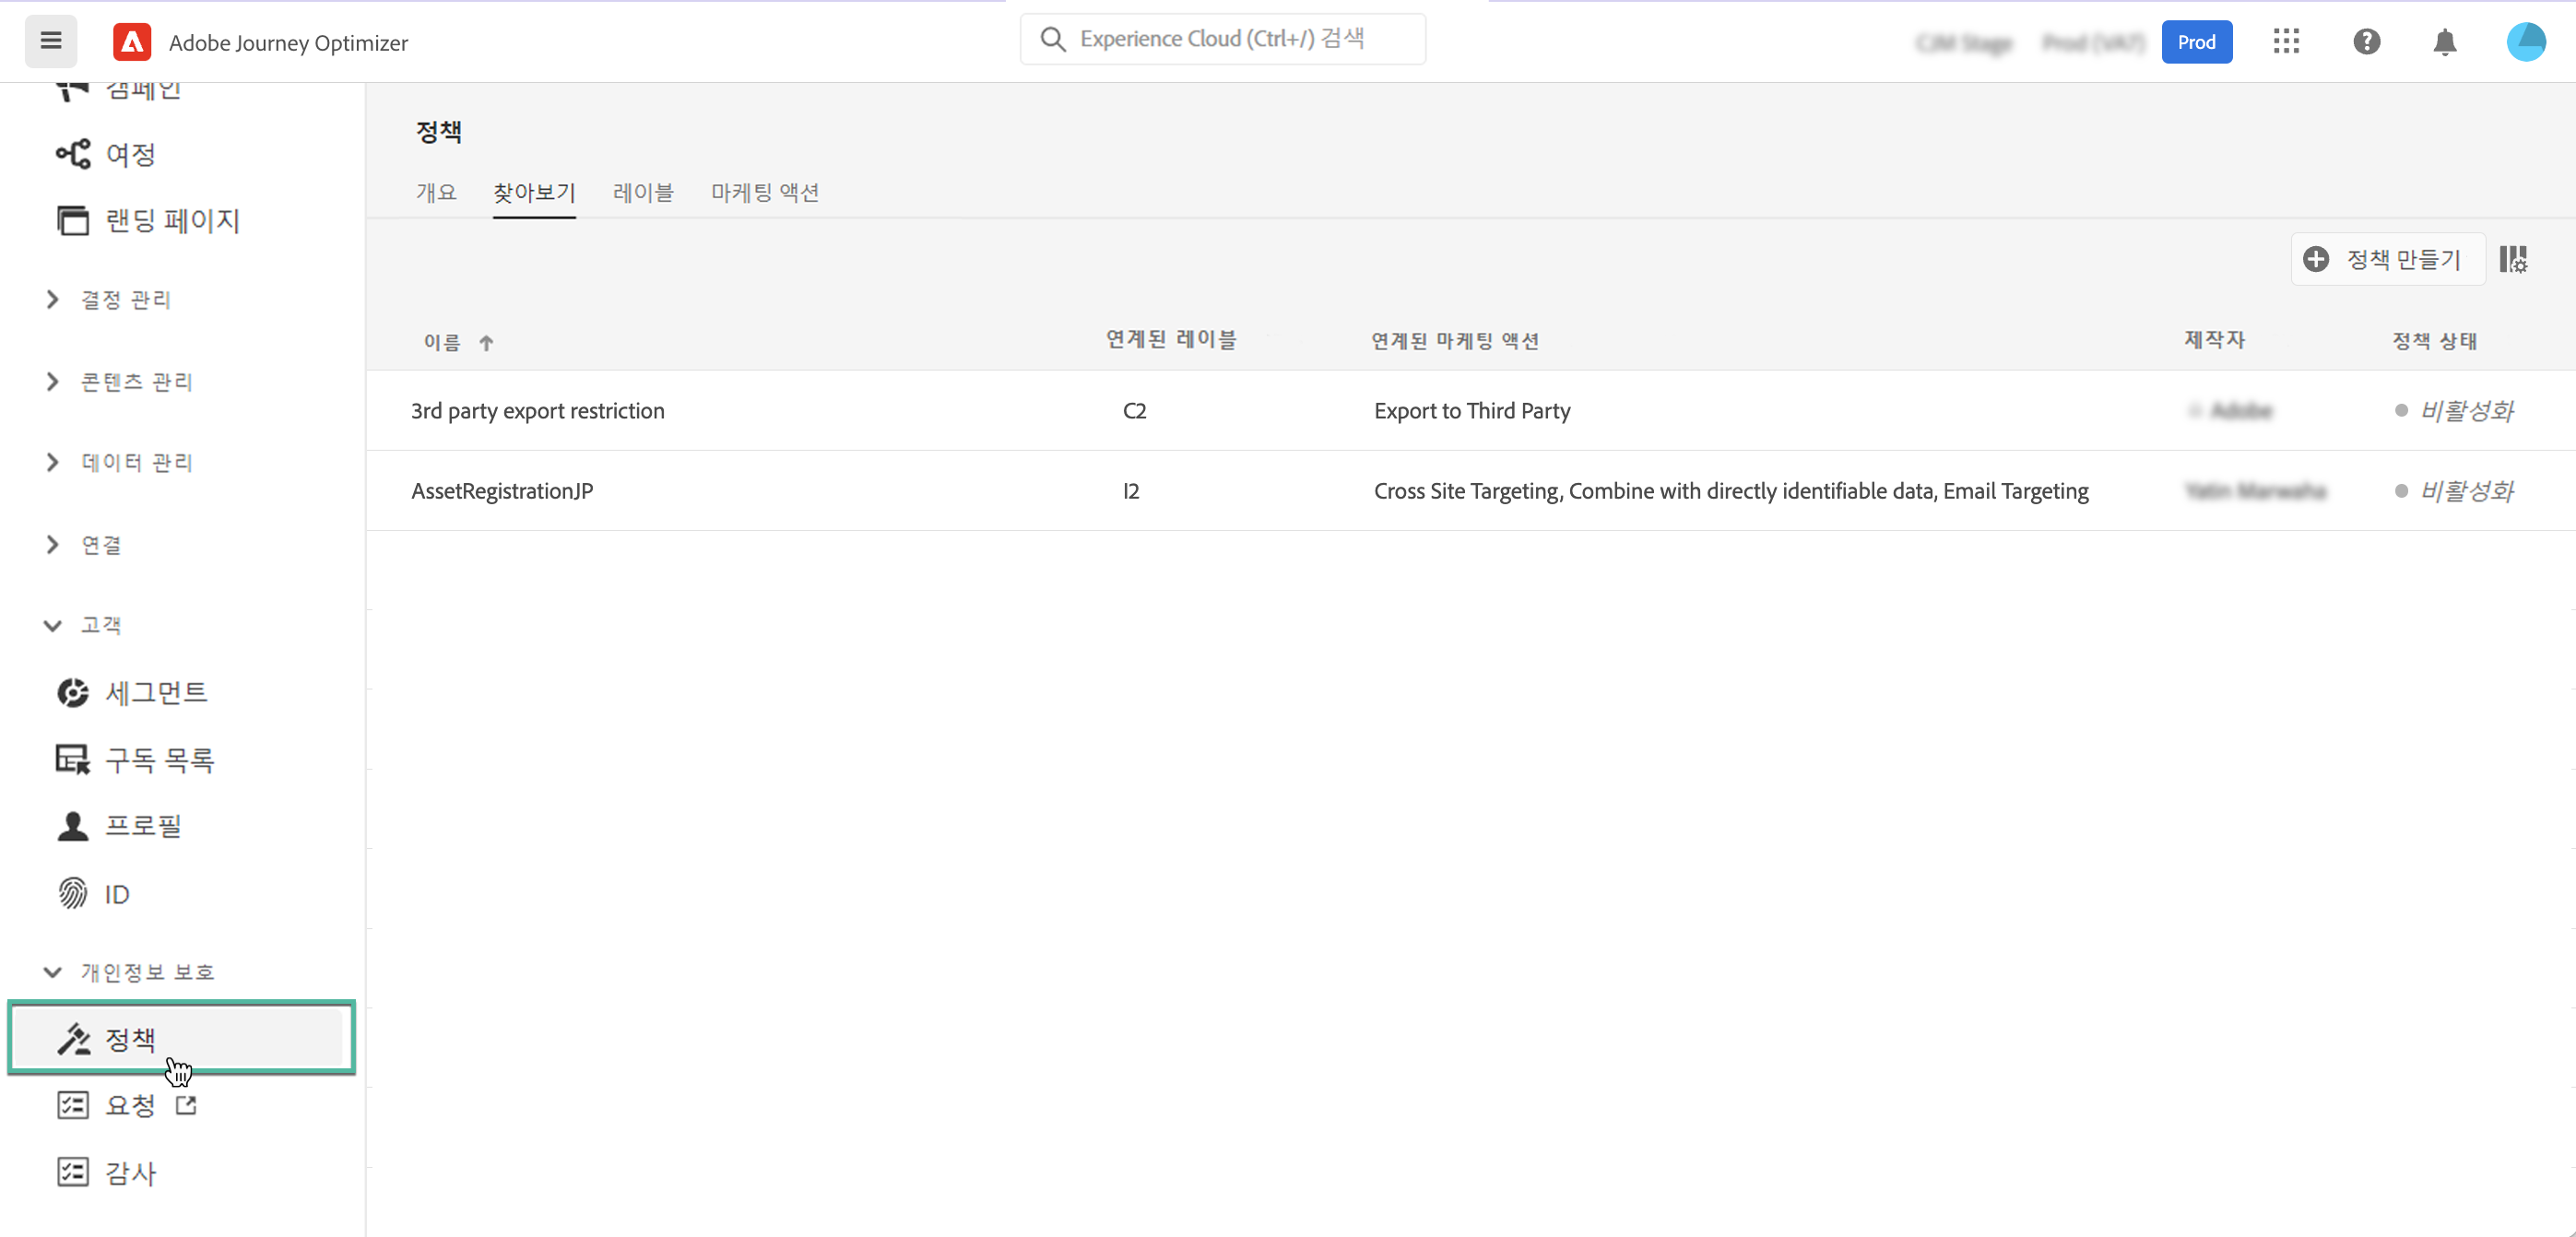 Adobe Journey Optimizer
Experience Cloud (Ctrl+/) 검색
CJM Stage
Prod (VA7)
Prod
캠페인
여정
랜딩 페이지
결정 관리
콘텐츠 관리
데이터 관리
연결
고객
세그먼트
구독 목록
프로필
ID
개인정보 보호
정책
요청
감사
정책
개요 찾아보기 레이블 마케팅 액션
정책 만들기
이름 연계된 레이블 연계된 마케팅 액션 제작자 정책 상태
3rd party export restriction C2 Export to Third Party Adobe 비활성화
AssetRegistrationJP I2 Cross Site Targeting, Combine with directly identifiable data, Email Targeting 비활성화